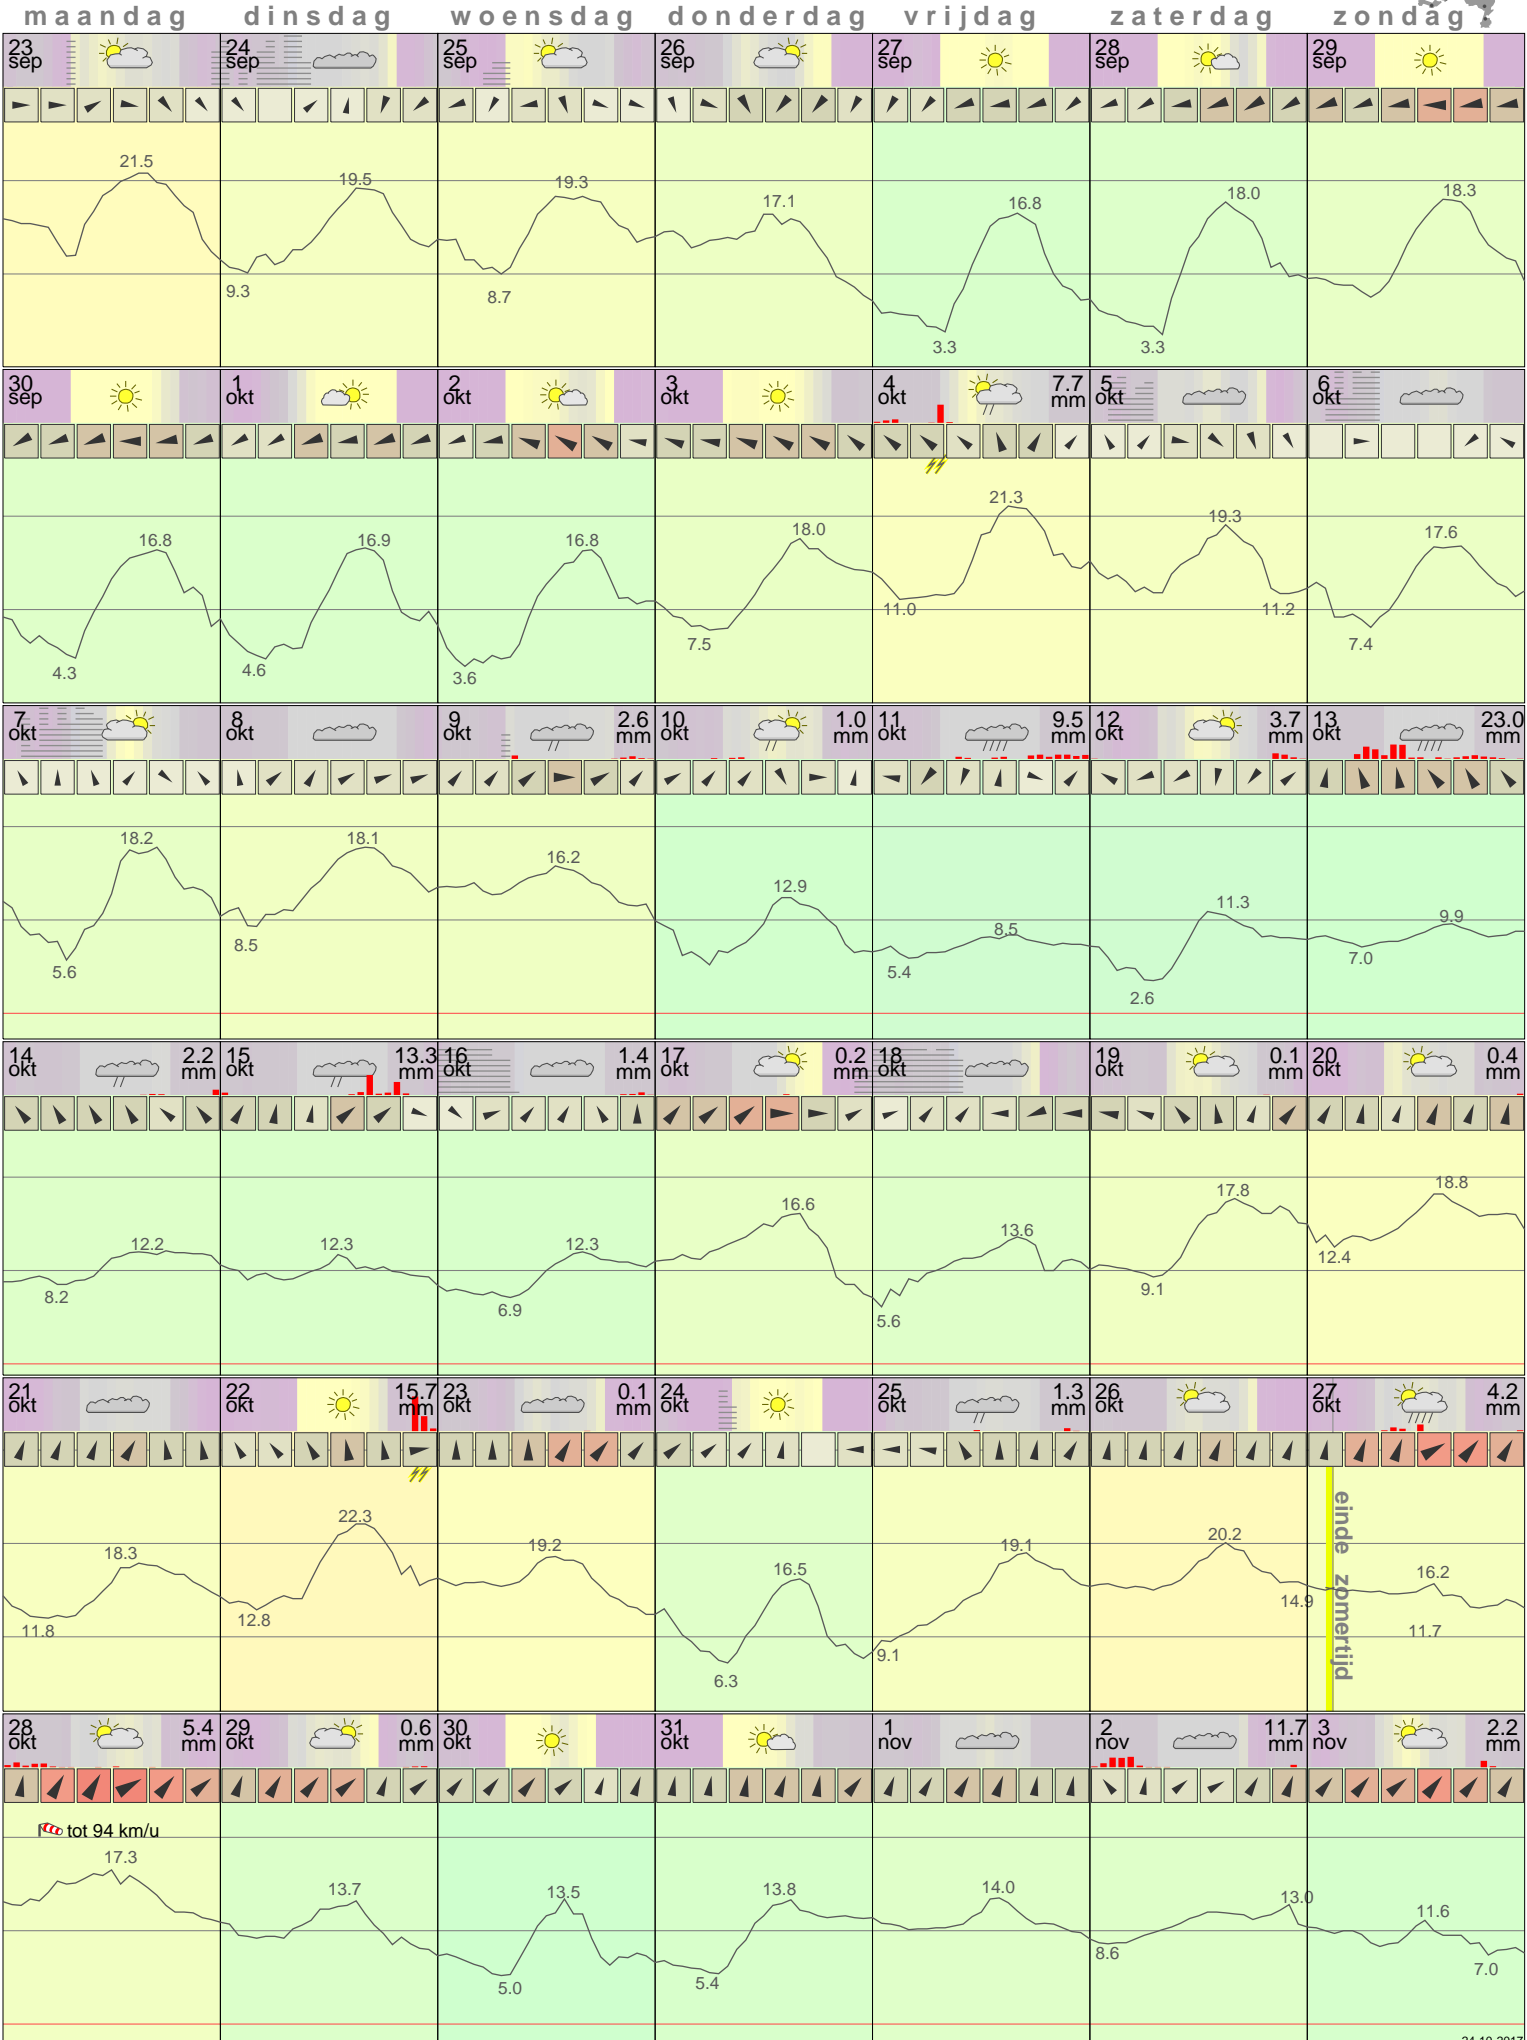 maandag dinsdag woensdag donderdag vrijdag zaterdag zondag
23 sep 24 sep 25 sep 26 sep 27 sep 28 sep 29 sep
21.5 19.5 19.3 17.1 16.8 18.0 18.3
9.3 8.7 3.3 3.3
30 sep 1 okt 2 okt 3 okt 4 okt 7.7 mm 5 okt 6 okt
16.8 16.9 16.8 18.0 21.3 19.3 17.6
4.3 4.6 3.6 7.5 11.0 11.2 7.4
7 okt 8 okt 9 okt 2.6 mm 10 okt 1.0 mm 11 okt 9.5 mm 12 okt 3.7 mm 13 okt 23.0 mm
18.2 18.1 16.2 12.9 8.5 11.3 9.9
5.6 8.5 5.4 2.6 7.0
14 okt 2.2 mm 15 okt 13.3 mm 16 okt 1.4 mm 17 okt 0.2 mm 18 okt 19 okt 0.1 mm 20 okt 0.4 mm
12.2 12.3 12.3 16.6 13.6 17.8 18.8
8.2 6.9 5.6 9.1 12.4
21 okt 22 okt 15.7 mm 23 okt 0.1 mm 24 okt 25 okt 1.3 mm 26 okt 27 okt 4.2 mm
18.3 22.3 19.2 16.5 19.1 20.2 16.2
11.8 12.8 6.3 9.1 14.9 11.7
einde zomertijd
28 okt 5.4 mm 29 okt 0.6 mm 30 okt 31 okt 1 nov 2 nov 11.7 mm 3 nov 2.2 mm
tot 94 km/u
17.3 13.7 13.5 13.8 14.0 13.0 11.6
5.0 5.4 8.6 7.0